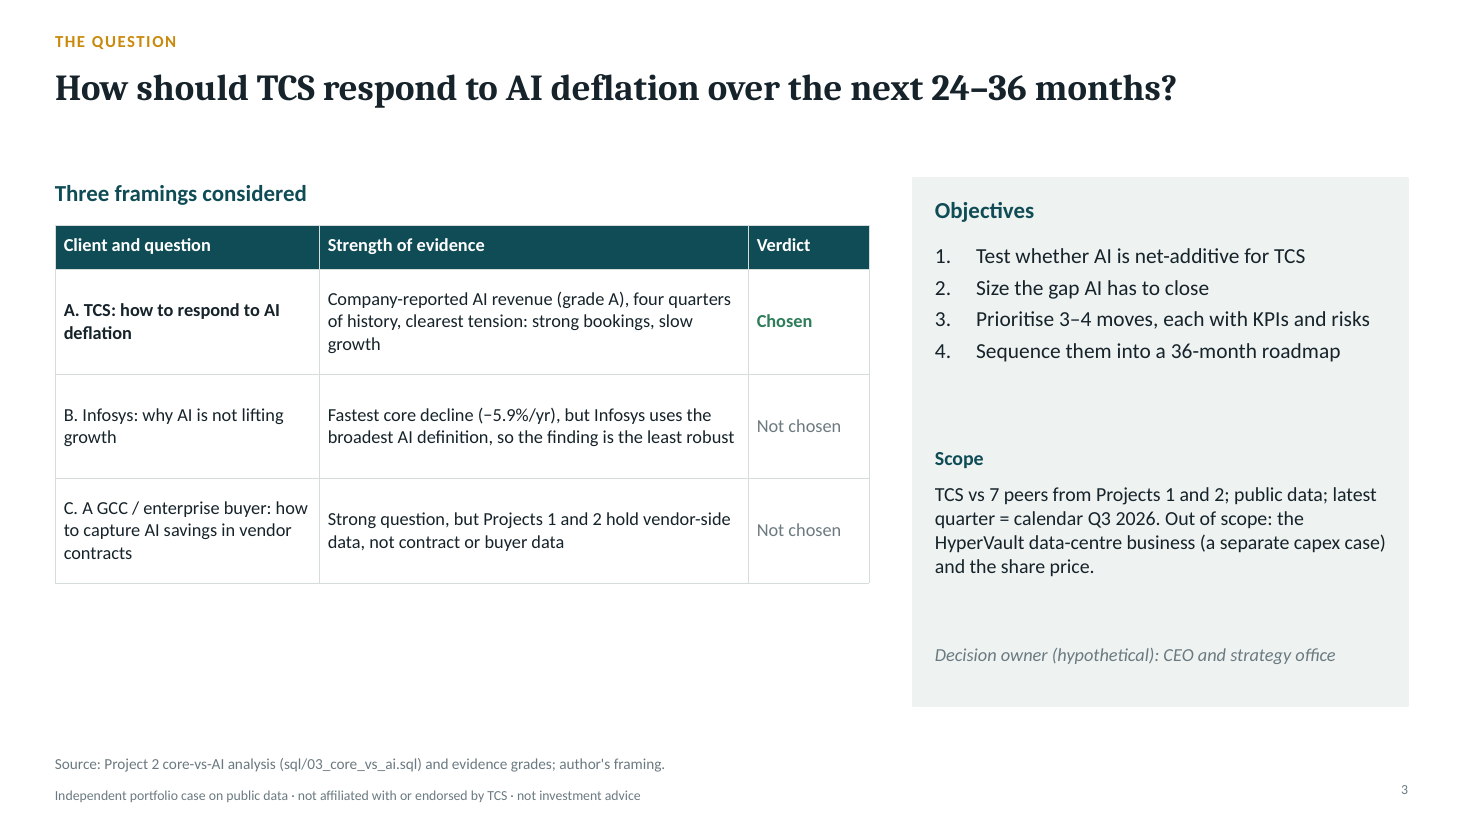 THE QUESTION
How should TCS respond to AI deflation over the next 24–36 months?
Three framings considered
Client and question
Strength of evidence
Verdict
A. TCS: how to respond to AI
deflation
Company-reported AI revenue (grade A), four quarters
of history, clearest tension: strong bookings, slow
growth
Chosen
B. Infosys: why AI is not lifting
growth
Fastest core decline (−5.9%/yr), but Infosys uses the
broadest AI definition, so the finding is the least robust
Not chosen
C. A GCC / enterprise buyer: how
to capture AI savings in vendor
contracts
Strong question, but Projects 1 and 2 hold vendor-side
data, not contract or buyer data
Not chosen
Objectives
1. Test whether AI is net-additive for TCS
2. Size the gap AI has to close
3. Prioritise 3–4 moves, each with KPIs and risks
4. Sequence them into a 36-month roadmap
Scope
TCS vs 7 peers from Projects 1 and 2; public data; latest
quarter = calendar Q3 2026. Out of scope: the
HyperVault data-centre business (a separate capex case)
and the share price.
Decision owner (hypothetical): CEO and strategy office
Source: Project 2 core-vs-AI analysis (sql/03_core_vs_ai.sql) and evidence grades; author's framing.
Independent portfolio case on public data · not affiliated with or endorsed by TCS · not investment advice
3